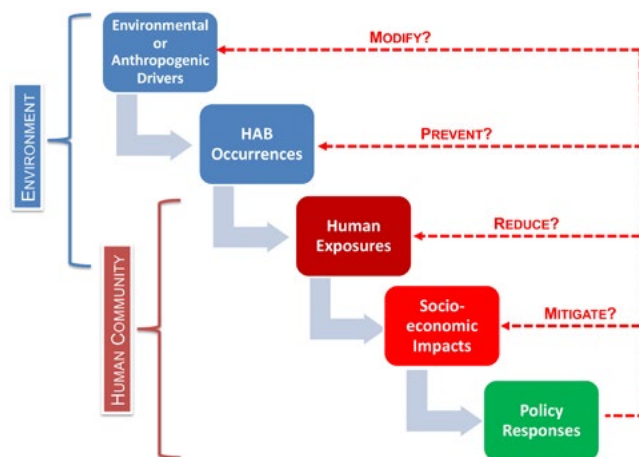 Environmental
or
Anthropogenic
Drivers
MODIFY?
ENVIRONMENT
HAB
Occurrences
PREVENT?
HUMAN COMMUNITY
Human
Exposures
REDUCE?
Socio-
economic
Impacts
MITIGATE?
Policy
Responses